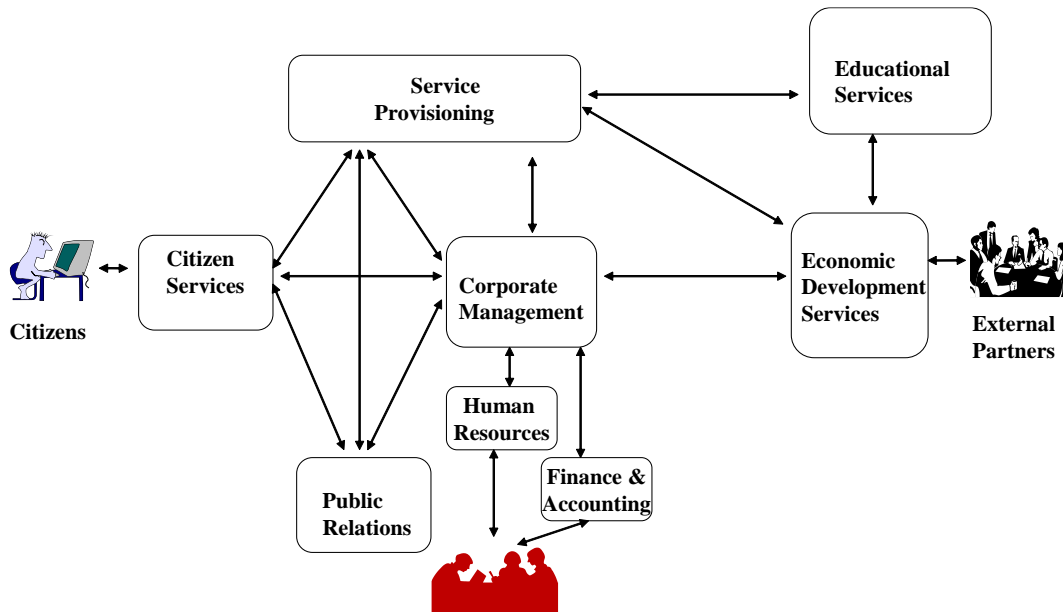 Service
Provisioning
Educational
Services
Citizen
Services
Corporate
Management
Economic
Development
Services
Citizens
External
Partners
Human
Resources
Finance &
Accounting
Public
Relations